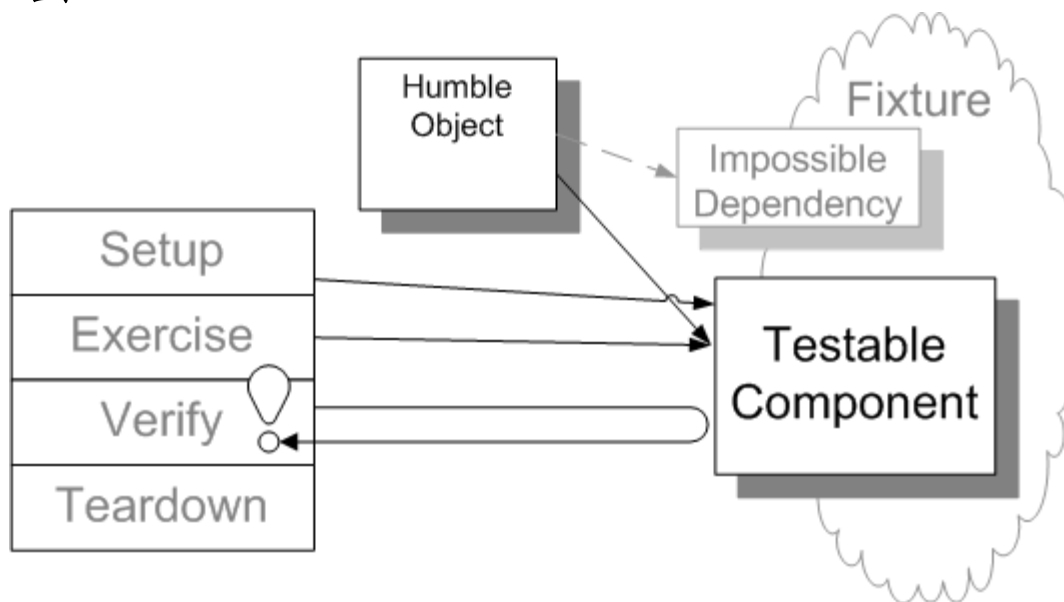 Humble
Object
Fixture
Impossible
Dependency
Setup
Exercise
Verify
Teardown
Testable
Component